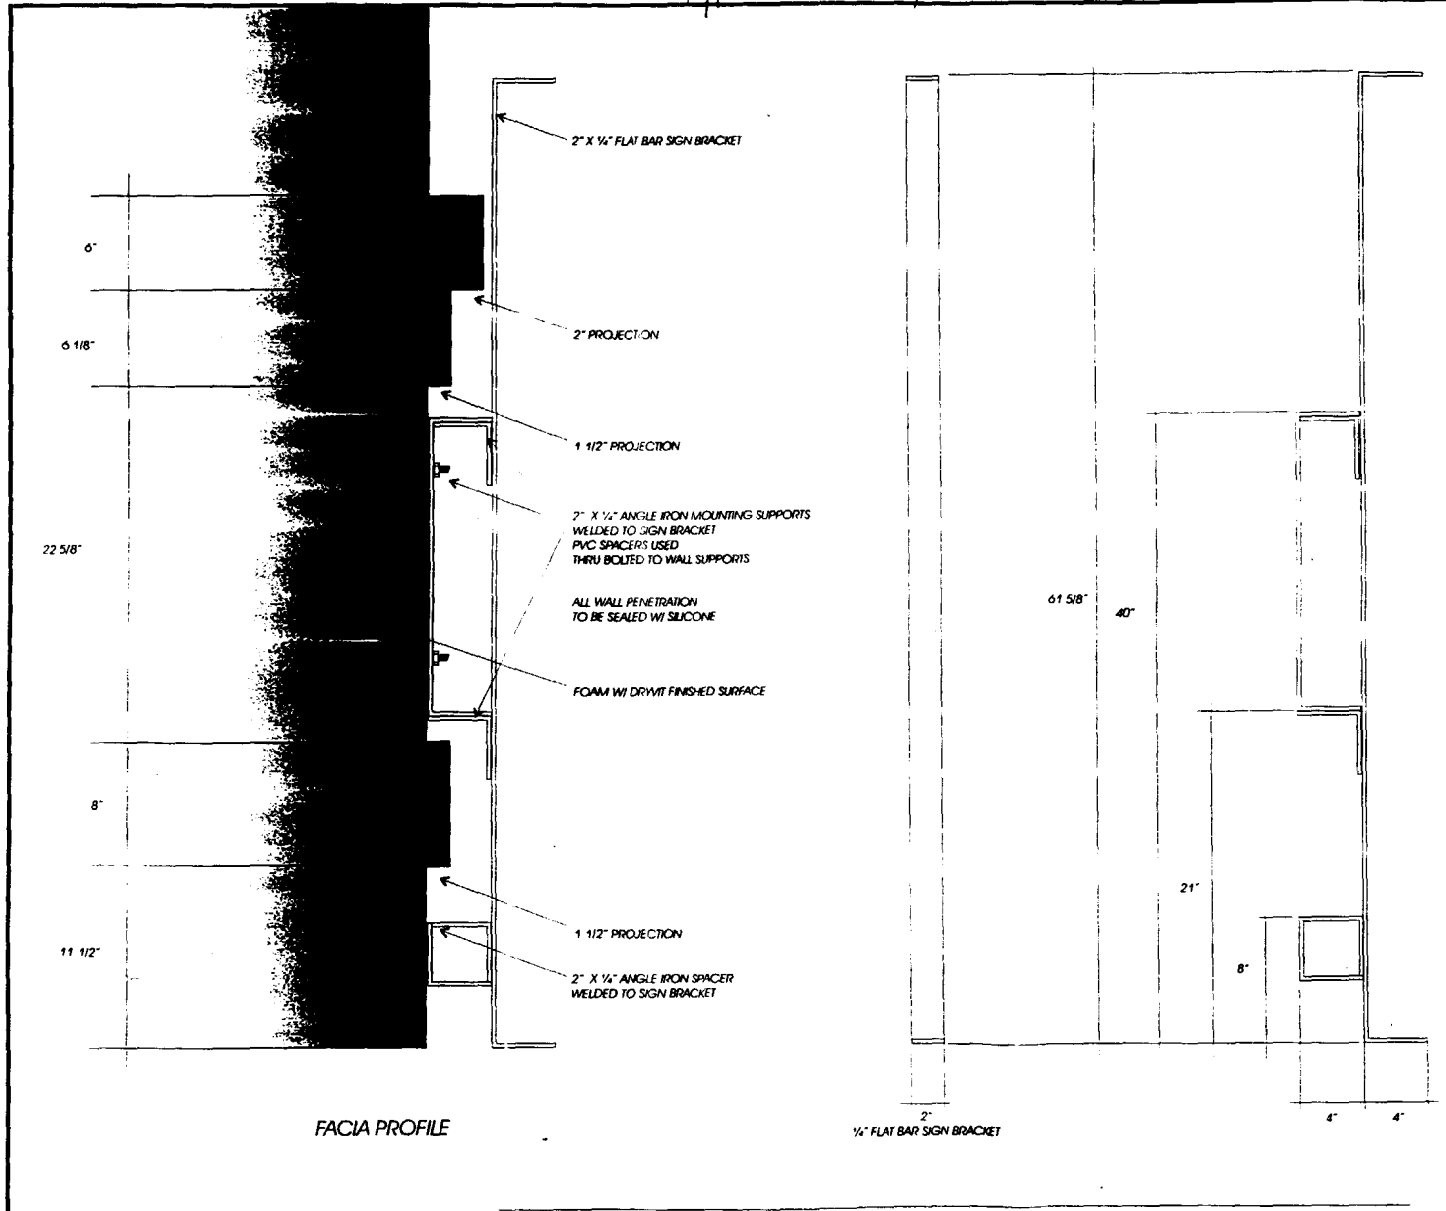 2" X ¼" FLAT BAR SIGN BRACKET
6"
2" PROJECTION
6 1/8"
1 1/2" PROJECTION
2" X ¼" ANGLE IRON MOUNTING SUPPORTS
WELDED TO SIGN BRACKET
PVC SPACERS USED
THRU BOLTED TO WALL SUPPORTS
22 5/8"
ALL WALL PENETRATION
TO BE SEALED W/ SILICONE
61 5/8"
40"
FOAM W/ DRYVIT FINISHED SURFACE
8"
21"
1 1/2" PROJECTION
11 1/2"
2" X ¼" ANGLE IRON SPACER
WELDED TO SIGN BRACKET
8"
FACIA PROFILE
2"
¼" FLAT BAR SIGN BRACKET
4"
4"